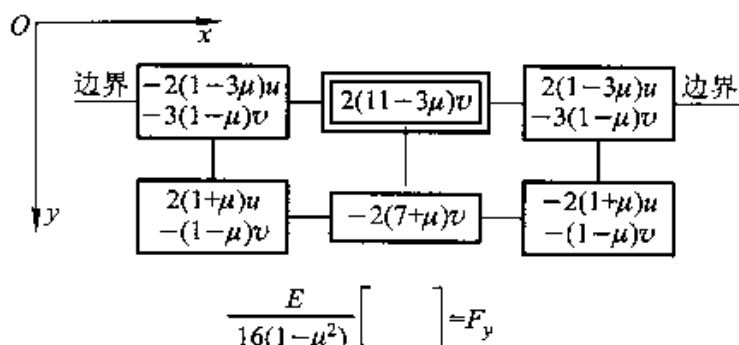 O
x
边界
−2(1−3μ)u
−3(1−μ)v
2(11−3μ)v
2(1−3μ)u
−3(1−μ)v
边界
2(1+μ)u
−(1−μ)v
−2(7+μ)v
−2(1+μ)u
−(1−μ)v
y
E
16(1−μ²)
[ ]=F_y